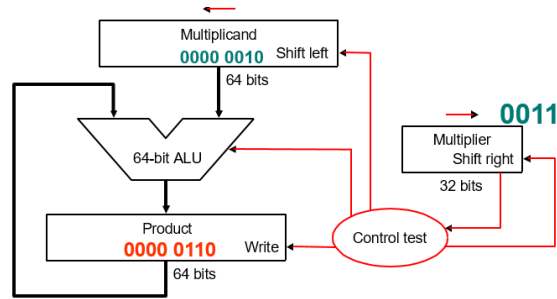 Multiplicand
0000 0010 Shift left
64 bits
0011
Multiplier
Shift right
64-bit ALU
32 bits
Product
Control test
0000 0110 Write
64 bits